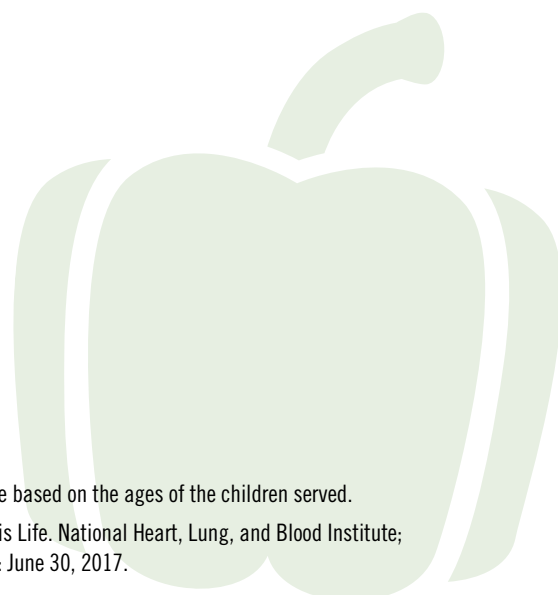 e based on the ages of the children served.
is Life. National Heart, Lung, and Blood Institute;
: June 30, 2017.